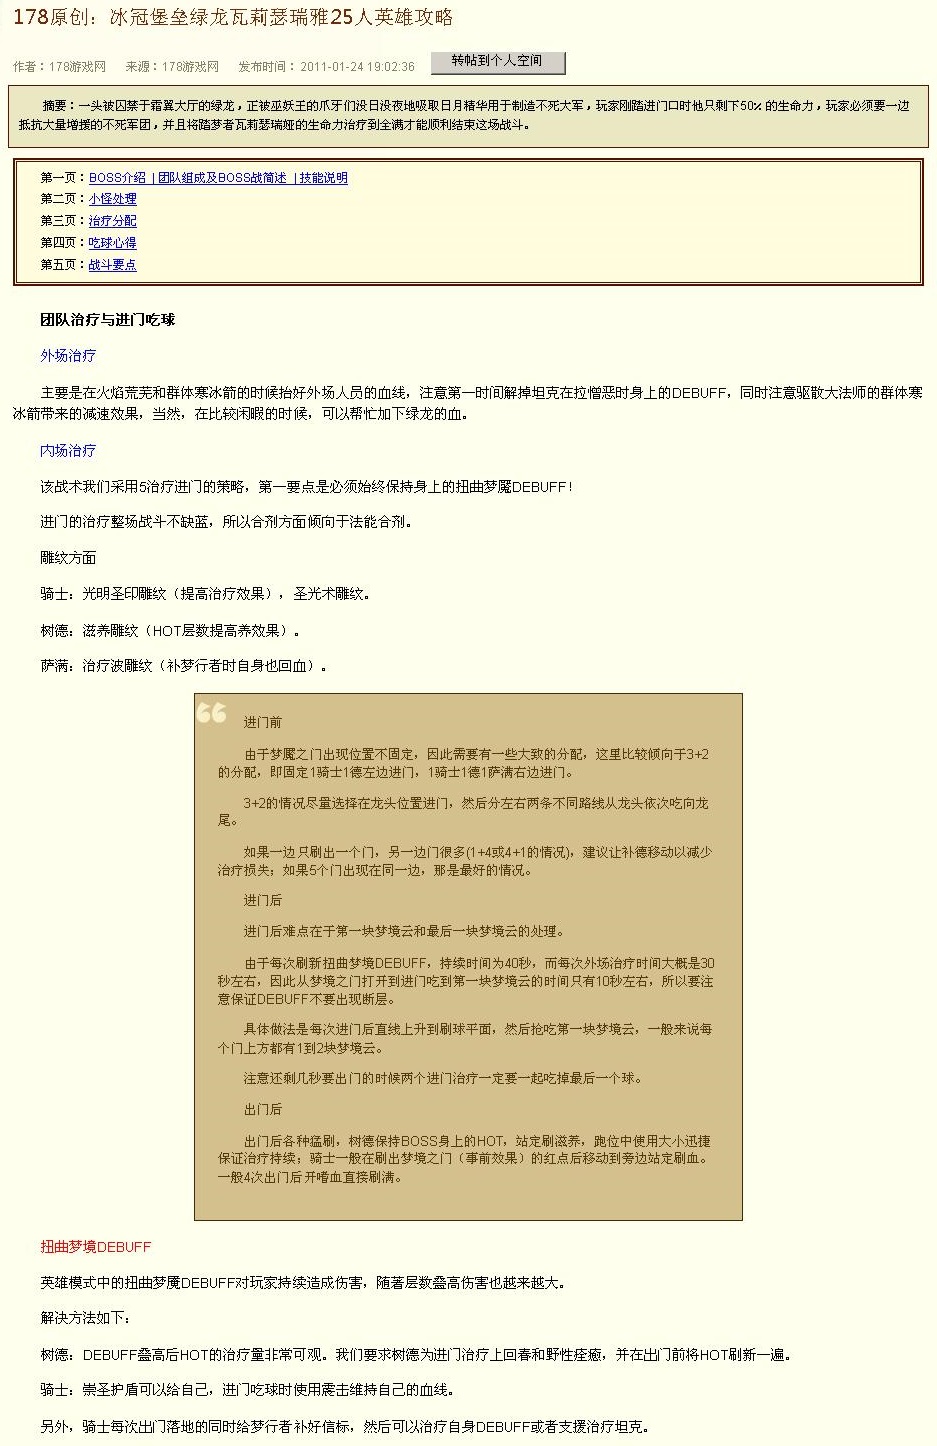 178原创：冰冠堡垒绿龙瓦莉瑟瑞雅25人英雄攻略
作者：178游戏网 来源：178游戏网 发布时间：2011-01-24 19:02:36 转帖到个人空间
摘要：一头被囚禁于霜翼大厅的绿龙，正被巫妖王的爪牙们没日没夜地吸取日月精华用于制造不死大军，玩家刚踏进门口时他只剩下50%的生命力，玩家必须要一边
抵抗大量增援的不死军团，并且将踏梦者瓦莉瑟瑞娅的生命力治疗到全满才能顺利结束这场战斗。
第一页：BOSS介绍 | 团队组成及BOSS战简述 | 技能说明
第二页：小怪处理
第三页：治疗分配
第四页：吃球心得
第五页：战斗要点
团队治疗与进门吃球
外场治疗
主要是在火焰荒芜和群体寒冰箭的时候抬好外场人员的血线，注意第一时间解掉坦克在拉憎恶时身上的DEBUFF，同时注意驱散大法师的群体寒
冰箭带来的减速效果，当然，在比较闲暇的时候，可以帮忙加下绿龙的血。
内场治疗
该战术我们采用5治疗进门的策略，第一要点是必须始终保持身上的扭曲梦魇DEBUFF！
进门的治疗整场战斗不缺蓝，所以合剂方面倾向于法能合剂。
雕纹方面
骑士：光明圣印雕纹（提高治疗效果），圣光术雕纹。
树德：滋养雕纹（HOT层数提高养效果）。
萨满：治疗波雕纹（补梦行者时自身也回血）。
进门前
由于梦魇之门出现位置不固定，因此需要有一些大致的分配，这里比较倾向于3+2
的分配，即固定1骑士1德左边进门，1骑士1德1萨满右边进门。
3+2的情况尽量选择在龙头位置进门，然后分左右两条不同路线从龙头依次吃向龙
尾。
如果一边只刷出一个门，另一边门很多(1+4或4+1的情况)，建议让补德移动以减少
治疗损失；如果5个门出现在同一边，那是最好的情况。
进门后
进门后难点在于第一块梦境云和最后一块梦境云的处理。
由于每次刷新扭曲梦境DEBUFF，持续时间为40秒，而每次外场治疗时间大概是30
秒左右，因此从梦境之门打开到进门吃到第一块梦境云的时间只有10秒左右，所以要注
意保证DEBUFF不要出现断层。
具体做法是每次进门后直线上升到刷球平面，然后抢吃第一块梦境云，一般来说每
个门上方都有1到2块梦境云。
注意还剩几秒要出门的时候两个进门治疗一定要一起吃掉最后一个球。
出门后
出门后各种猛刷，树德保持BOSS身上的HOT，站定刷滋养，跑位中使用大小迅捷
保证治疗持续；骑士一般在刷出梦境之门（事前效果）的红点后移动到旁边站定刷血。
一般4次出门后开嗜血直接刷满。
扭曲梦境DEBUFF
英雄模式中的扭曲梦魇DEBUFF对玩家持续造成伤害，随著层数叠高伤害也越来越大。
解决方法如下：
树德：DEBUFF叠高后HOT的治疗量非常可观。我们要求树德为进门治疗上回春和野性痊愈，并在出门前将HOT刷新一遍。
骑士：崇圣护盾可以给自己，进门吃球时使用震击维持自己的血线。
另外，骑士每次出门落地的同时给梦行者补好信标，然后可以治疗自身DEBUFF或者支援治疗坦克。